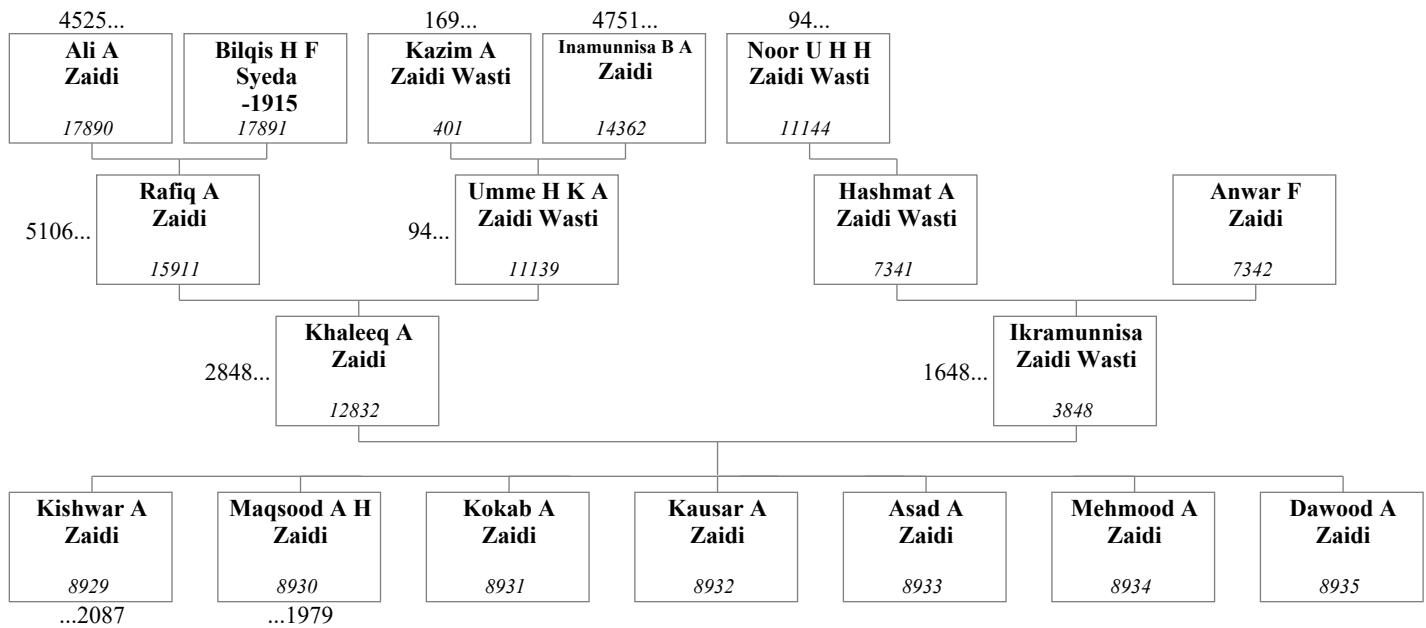 4525...
169...
4751...
94...
Ali A
Zaidi
17890
Bilqis H F
Syeda
-1915
17891
Kazim A
Zaidi Wasti
401
Inamunnisa B A
Zaidi
14362
Noor U H H
Zaidi Wasti
11144
5106...
Rafiq A
Zaidi
15911
94...
Umme H K A
Zaidi Wasti
11139
Hashmat A
Zaidi Wasti
7341
Anwar F
Zaidi
7342
2848...
Khaleeq A
Zaidi
12832
1648...
Ikramunnisa
Zaidi Wasti
3848
Kishwar A
Zaidi
8929
...2087
Maqsood A H
Zaidi
8930
...1979
Kokab A
Zaidi
8931
Kausar A
Zaidi
8932
Asad A
Zaidi
8933
Mehmood A
Zaidi
8934
Dawood A
Zaidi
8935